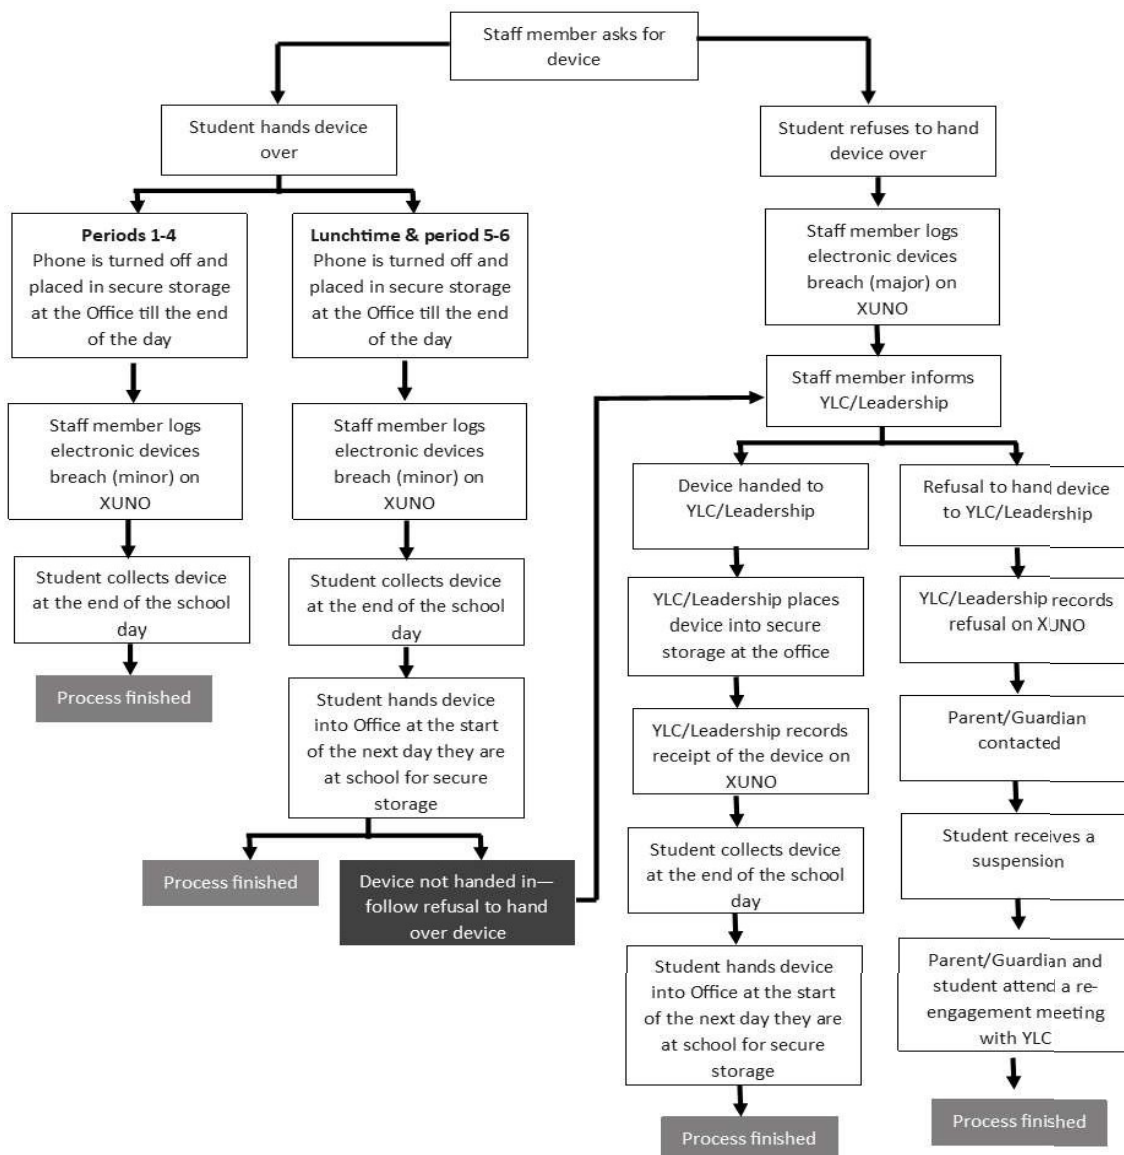 Staff member asks for
device
Student hands device
over
Student refuses to hand
device over
Periods 1-4
Phone is turned off and
placed in secure storage
at the Office till the end
of the day
Lunchtime & period 5-6
Phone is turned off and
placed in secure storage
at the Office till the end
of the day
Staff member logs
electronic devices
breach (major) on
XUNO
Staff member informs
YLC/Leadership
Staff member logs
electronic devices
breach (minor) on
XUNO
Staff member logs
electronic devices
breach (minor) on
XUNO
Device handed to
YLC/Leadership
Refusal to hand device
to YLC/Leadership
Student collects device
at the end of the school
day
Student collects device
at the end of the school
day
YLC/Leadership places
device into secure
storage at the office
YLC/Leadership records
refusal on XUNO
Process finished
Student hands device
into Office at the start
of the next day they are
at school for secure
storage
YLC/Leadership records
receipt of the device on
XUNO
Parent/Guardian
contacted
Process finished
Device not handed in—
follow refusal to hand
over device
Student collects device
at the end of the school
day
Student receives a
suspension
Student hands device
into Office at the start
of the next day they are
at school for secure
storage
Parent/Guardian and
student attend a re-
engagement meeting
with YLC
Process finished
Process finished